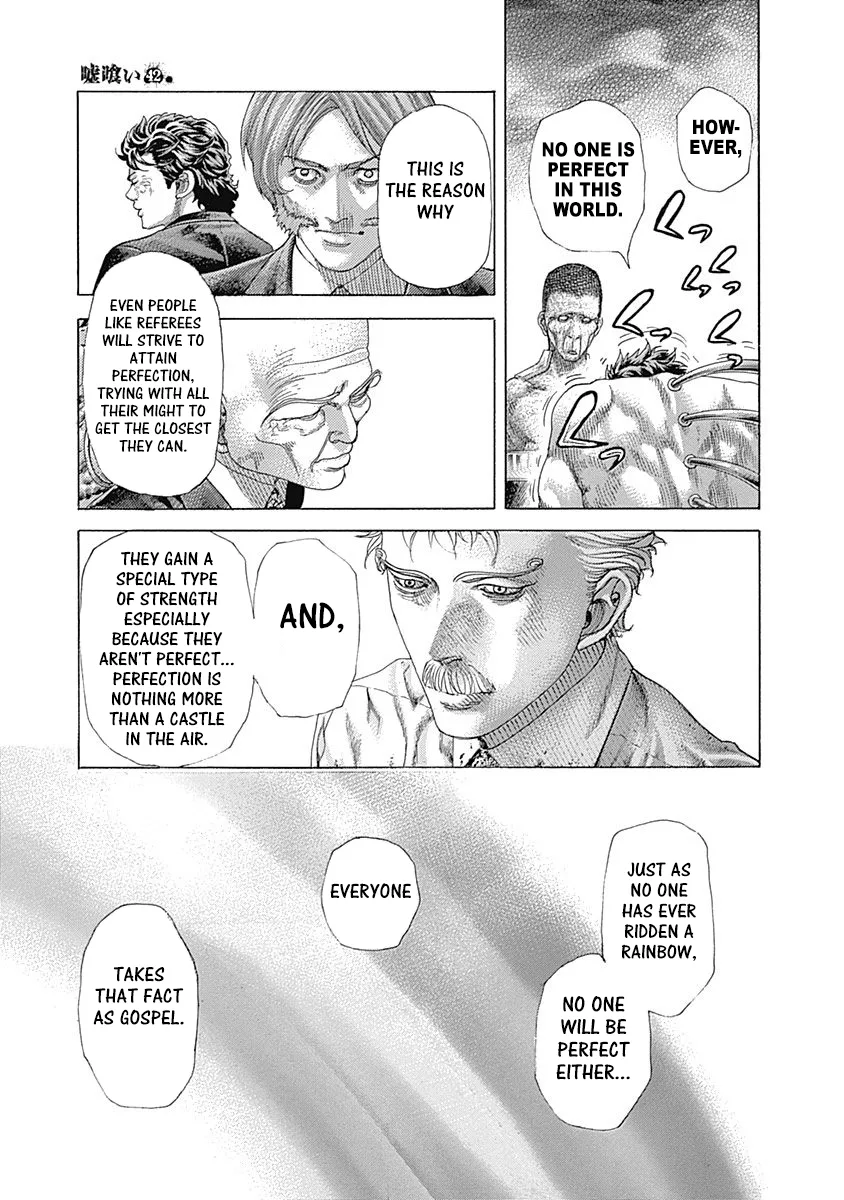 嘘喰い42.
HOW-
EVER,
NO ONE IS
PERFECT
IN THIS
WORLD.
THIS IS
THE REASON
WHY
EVEN PEOPLE
LIKE REFEREES
WILL STRIVE TO
ATTAIN
PERFECTION,
TRYING WITH ALL
THEIR MIGHT TO
GET THE CLOSEST
THEY CAN.
AND,
THEY GAIN A
SPECIAL TYPE
OF STRENGTH
ESPECIALLY
BECAUSE THEY
AREN'T PERFECT...
PERFECTION IS
NOTHING MORE
THAN A CASTLE
IN THE AIR.
JUST AS
NO ONE
HAS EVER
RIDDEN A
RAINBOW,
NO ONE
WILL BE
PERFECT
EITHER...
EVERYONE
TAKES
THAT FACT
AS GOSPEL.